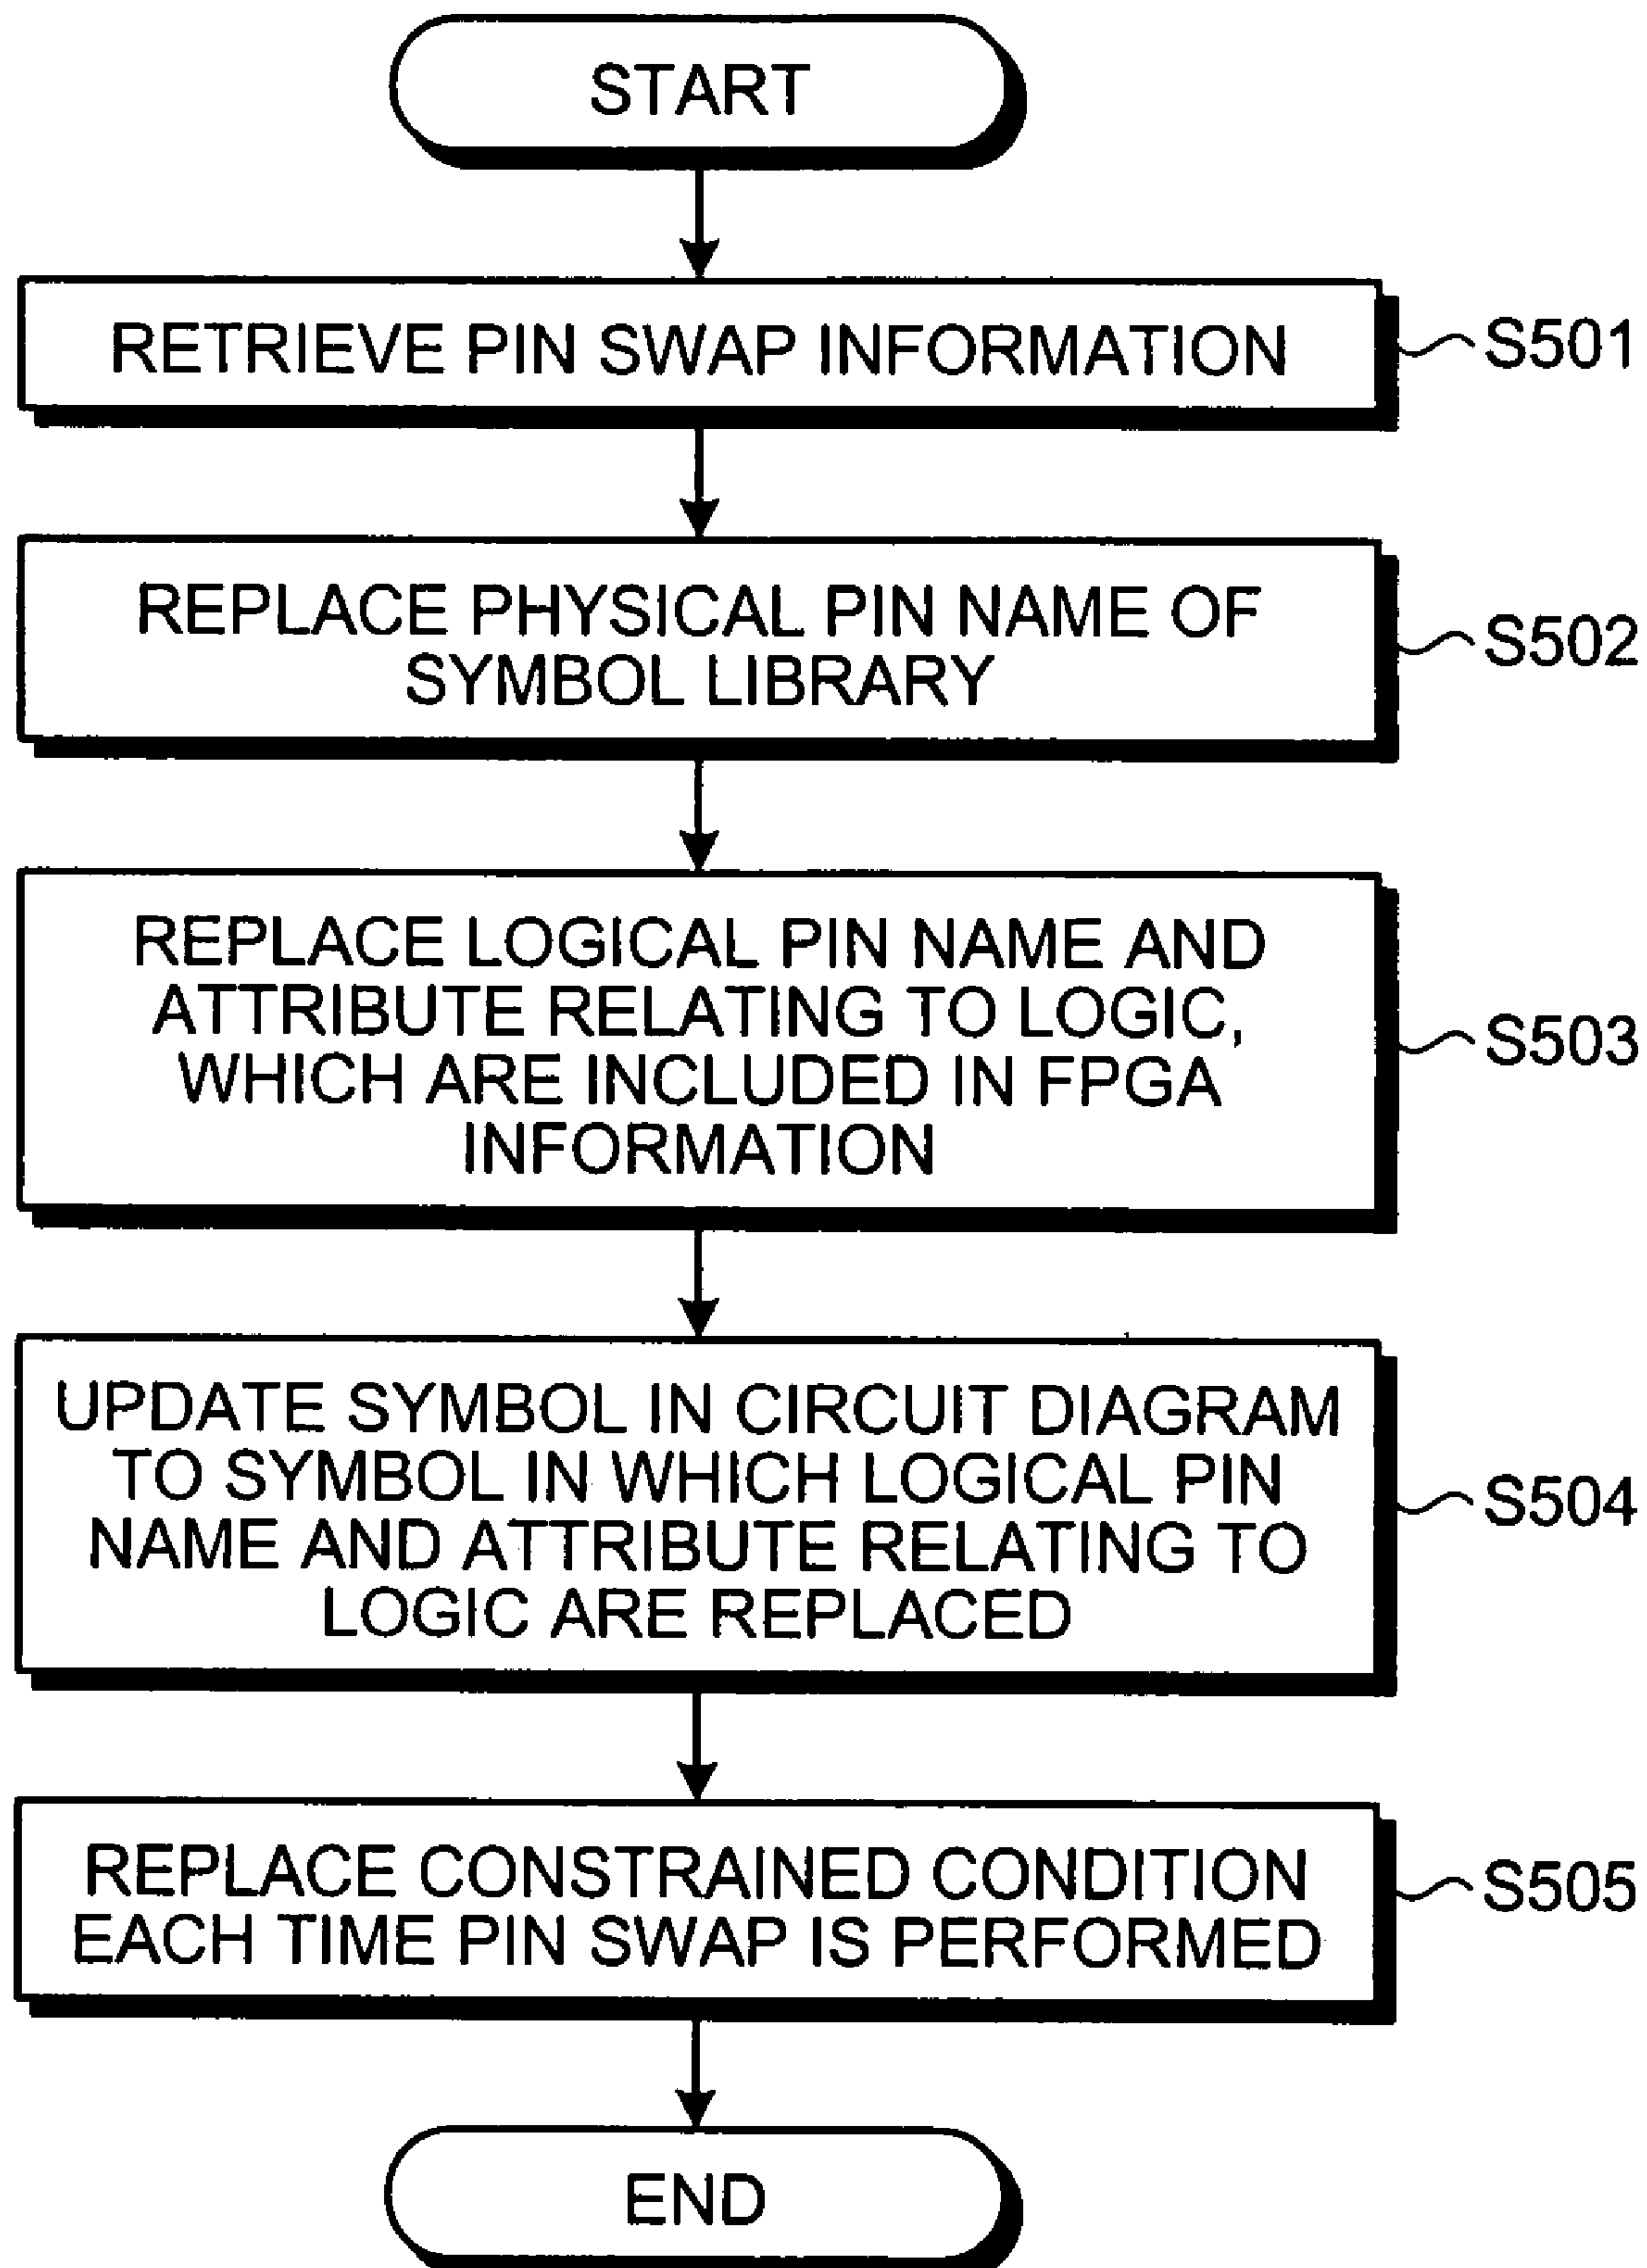 START
RETRIEVE PIN SWAP INFORMATION
S501
REPLACE PHYSICAL PIN NAME OF
SYMBOL LIBRARY
S502
REPLACE LOGICAL PIN NAME AND
ATTRIBUTE RELATING TO LOGIC,
WHICH ARE INCLUDED IN FPGA
INFORMATION
S503
UPDATE SYMBOL IN CIRCUIT DIAGRAM
TO SYMBOL IN WHICH LOGICAL PIN
NAME AND ATTRIBUTE RELATING TO
LOGIC ARE REPLACED
S504
REPLACE CONSTRAINED CONDITION
EACH TIME PIN SWAP IS PERFORMED
S505
END